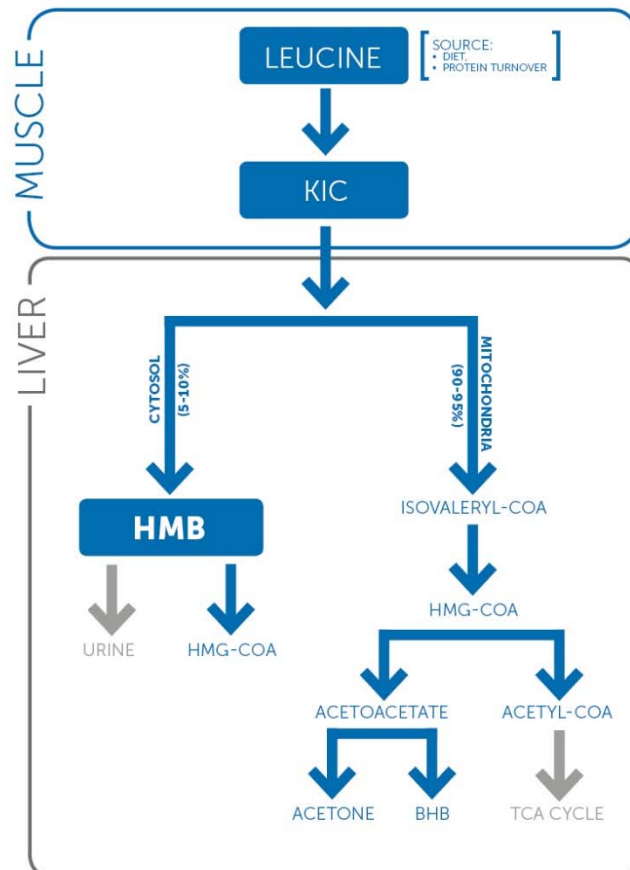 MUSCLE
LEUCINE
SOURCE:
• DIET,
• PROTEIN TURNOVER
KIC
LIVER
CYTOSOL
(5-10%)
MITOCHONDRIA
(90-95%)
HMB
ISOVALERYL-COA
URINE
HMG-COA
HMG-COA
ACETOACETATE
ACETYL-COA
ACETONE
BHB
TCA CYCLE